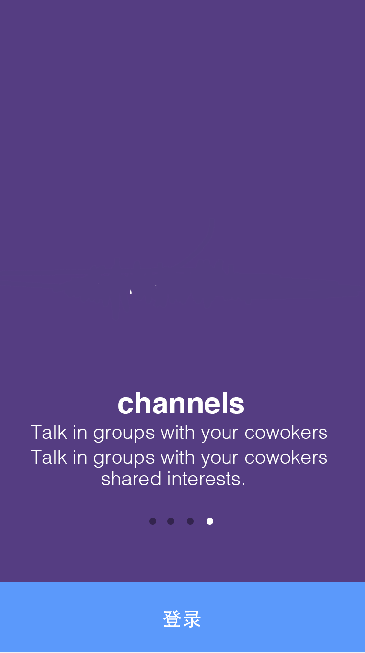 channels
Talk in groups with your cowokers
Talk in groups with your cowokers
shared interests.
登录